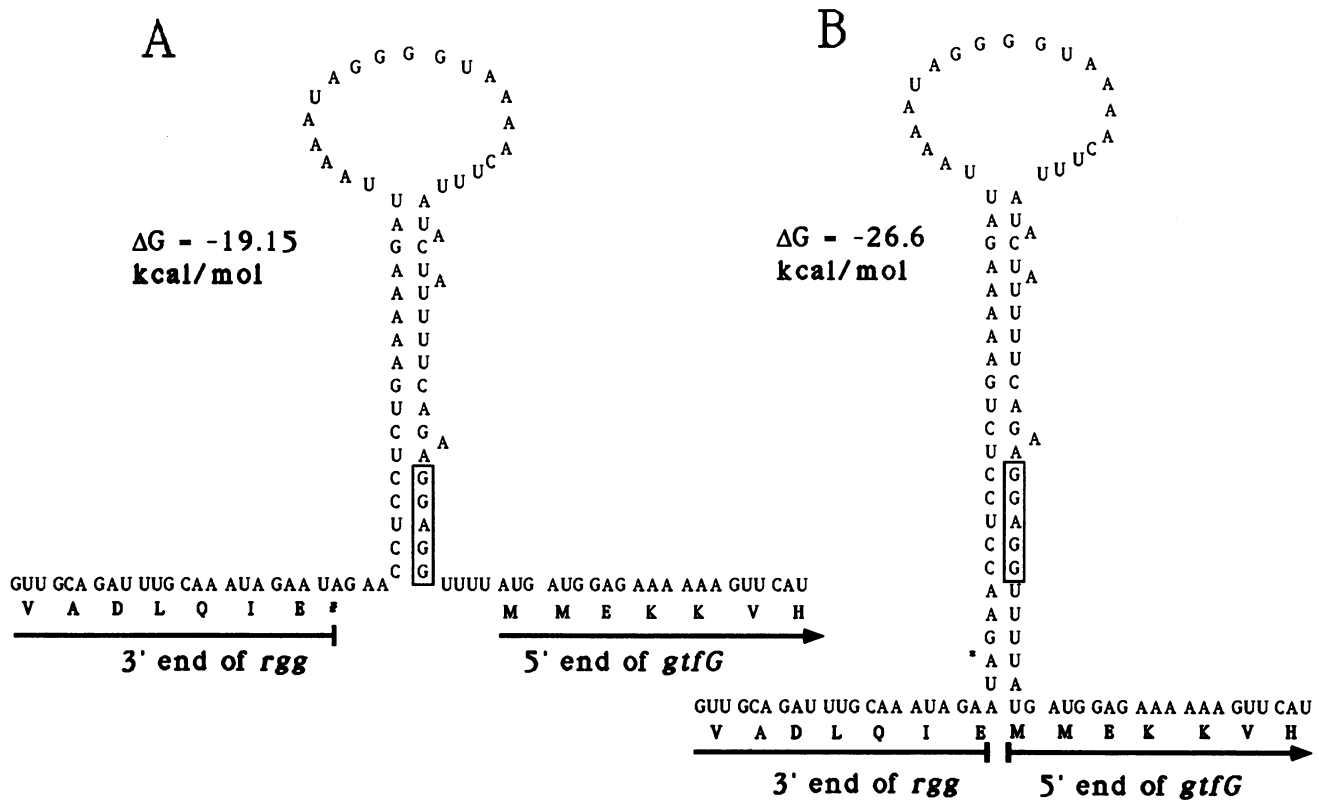 A
U A A A A U A G G G G U A A A A C U U U
U A
A U
A
G C
A U
A
A U
A U
A U
A U
G C
U A
C G
A
U A
C G
C G
U A
C G
C G
ΔG = -19.15
kcal/mol
GUU GCA GAU UUG CAA AUA GAA UAGAA UUUU AUG AUG GAG AAA AAA GUU CAU
V A D L Q I E * M M E K K V H
3' end of rgg
5' end of gtfG
B
U A A A A U A G G G G U A A A A C U U U
U A
A U
A
G C
A U
A
A U
A U
A U
A U
G C
U A
C G
A
U A
C G
C G
U A
C G
C G
A U
A U
G U
*
A U
U A
ΔG = -26.6
kcal/mol
GUU GCA GAU UUG CAA AUA GAA UG AUG GAG AAA AAA GUU CAU
V A D L Q I E M M E K K V H
3' end of rgg
5' end of gtfG